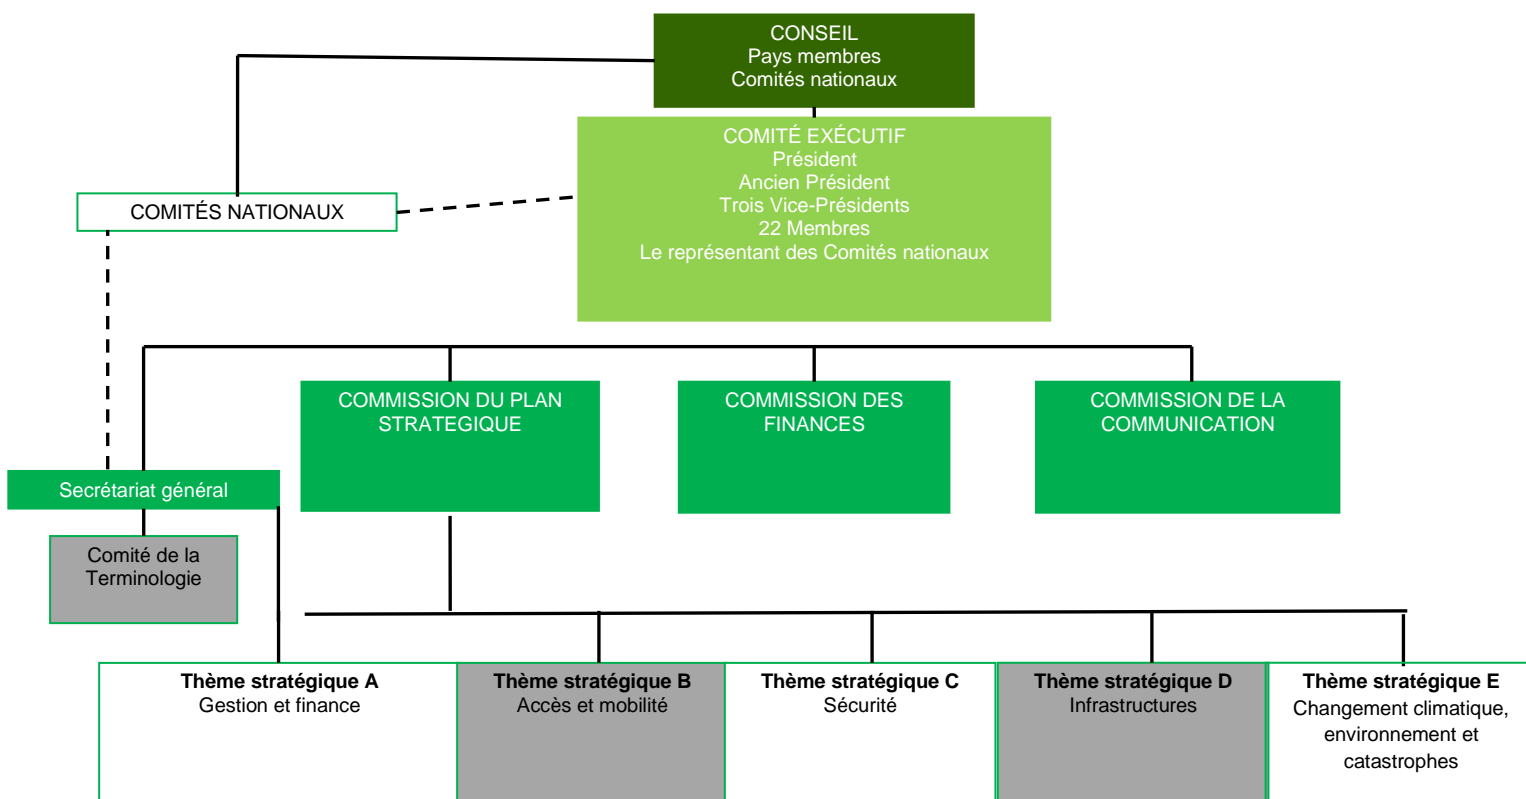 CONSEIL
Pays membres
Comités nationaux
COMITÉ EXÉCUTIF
Président
Ancien Président
Trois Vice-Présidents
22 Membres
Le représentant des Comités nationaux
COMITÉS NATIONAUX
COMMISSION DU PLAN
STRATEGIQUE
COMMISSION DES
FINANCES
COMMISSION DE LA
COMMUNICATION
Secrétariat général
Comité de la
Terminologie
Thème stratégique A
Gestion et finance
Thème stratégique B
Accès et mobilité
Thème stratégique C
Sécurité
Thème stratégique D
Infrastructures
Thème stratégique E
Changement climatique,
environnement et
catastrophes